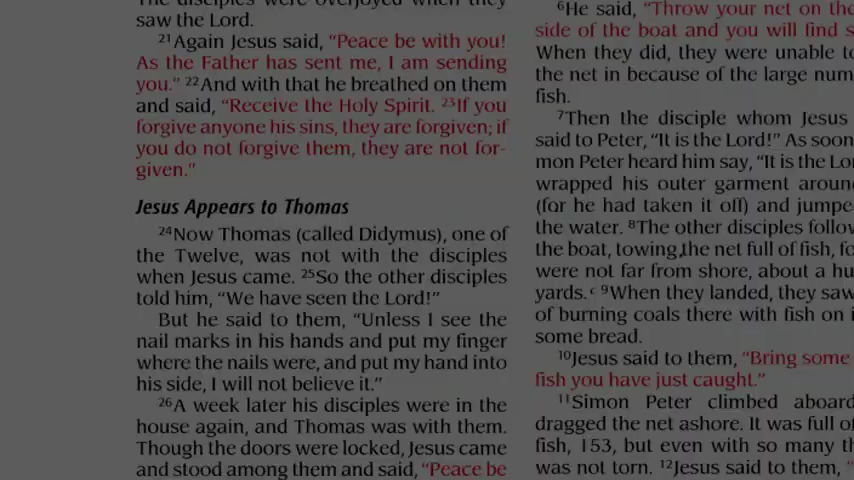 The disciples were overjoyed when they
saw the Lord.
²¹Again Jesus said, “Peace be with you!
As the Father has sent me, I am sending
you.” ²²And with that he breathed on them
and said, “Receive the Holy Spirit. ²³If you
forgive anyone his sins, they are forgiven; if
you do not forgive them, they are not for-
given.”
Jesus Appears to Thomas
²⁴Now Thomas (called Didymus), one of
the Twelve, was not with the disciples
when Jesus came. ²⁵So the other disciples
told him, “We have seen the Lord!”
But he said to them, “Unless I see the
nail marks in his hands and put my finger
where the nails were, and put my hand into
his side, I will not believe it.”
²⁶A week later his disciples were in the
house again, and Thomas was with them.
Though the doors were locked, Jesus came
and stood among them and said, “Peace be
⁶He said, “Throw your net on the
side of the boat and you will find
When they did, they were unable to
the net in because of the large
fish.
⁷Then the disciple whom Jesus
said to Peter, “It is the Lord!” As soon
mon Peter heard him say, “It is the
wrapped his outer garment
(for he had taken it off) and
the water. ⁸The other disciples
the boat, towing the net full of fish,
were not far from shore, about a
yards.ᶜ ⁹When they landed, they saw
of burning coals there with fish on
some bread.
¹⁰Jesus said to them, “Bring some
fish you have just caught.”
¹¹Simon Peter climbed aboard
dragged the net ashore. It was full of
fish, 153, but even with so many
was not torn. ¹²Jesus said to them, “